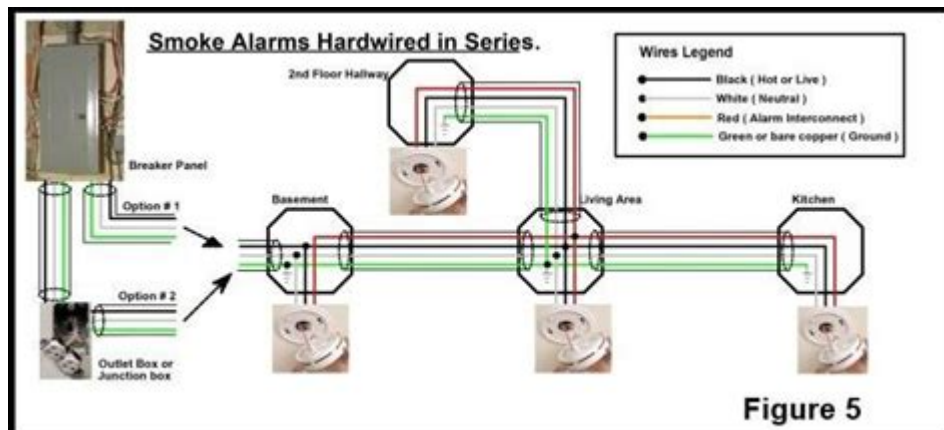 Smoke Alarms Hardwired in Series.
2nd Floor Hallway
Wires Legend
Black ( Hot or Live )
White ( Neutral )
Red ( Alarm Interconnect )
Green or bare copper ( Ground )
Breaker Panel
Option # 1
Basement
Living Area
Kitchen
Option # 2
Outlet Box or
Junction box
Figure 5